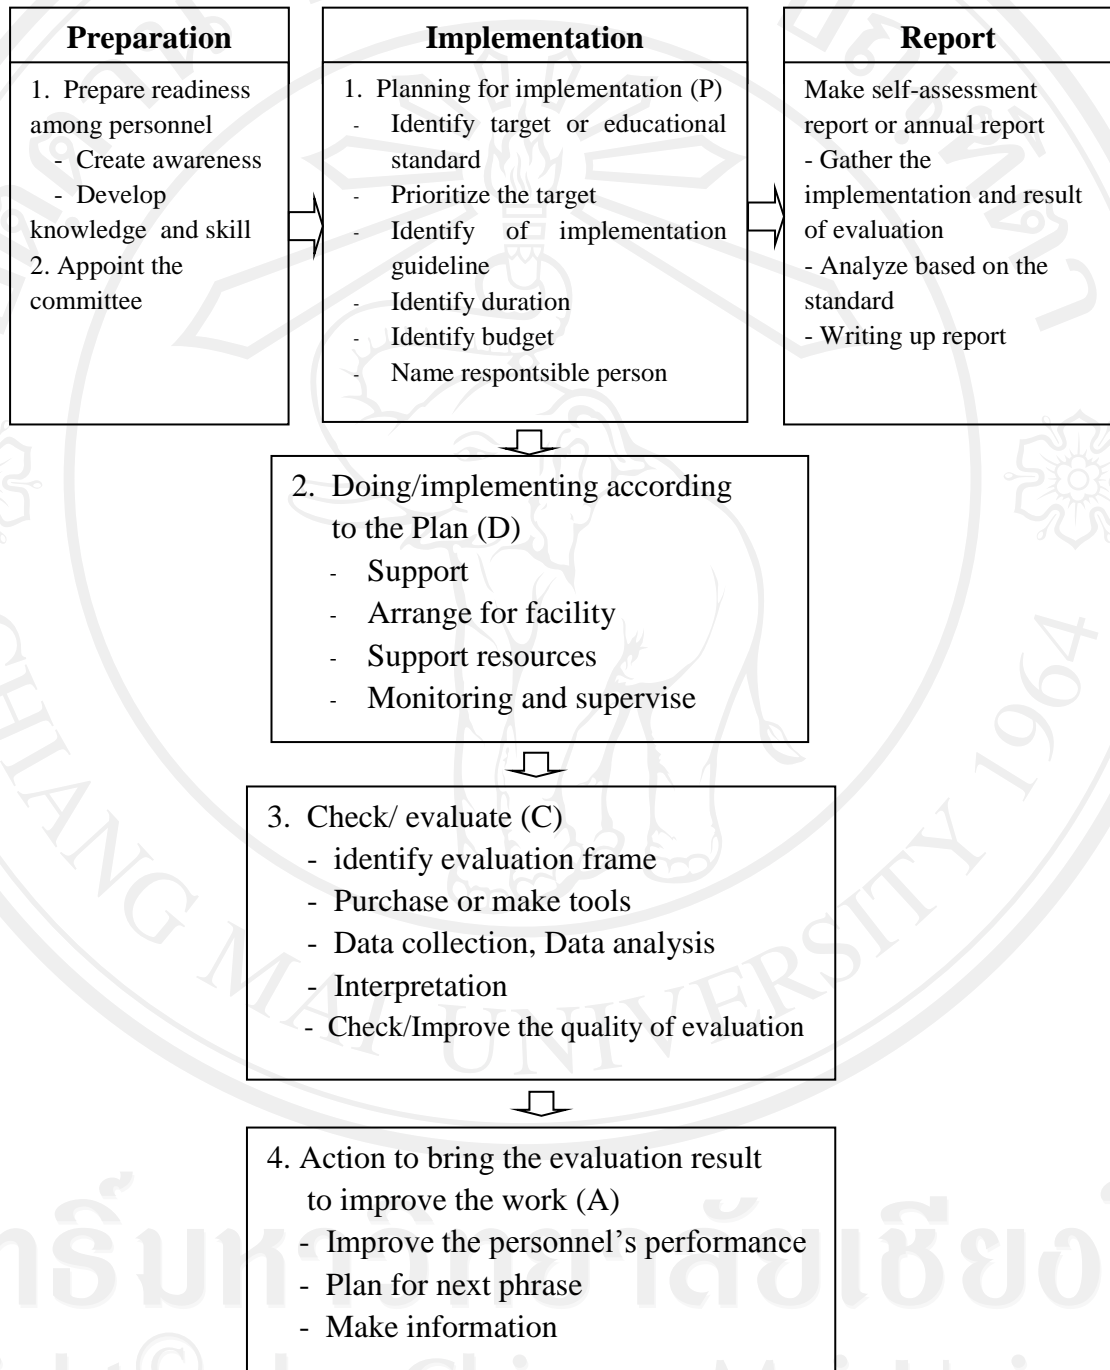 Preparation
1. Prepare readiness
among personnel
- Create awareness
- Develop
knowledge and skill
2. Appoint the
committee
Implementation
1. Planning for implementation (P)
- Identify target or educational
standard
- Prioritize the target
- Identify of implementation
guideline
- Identify duration
- Identify budget
- Name respontsible person
Report
Make self-assessment
report or annual report
- Gather the
implementation and result
of evaluation
- Analyze based on the
standard
- Writing up report
2. Doing/implementing according
to the Plan (D)
- Support
- Arrange for facility
- Support resources
- Monitoring and supervise
3. Check/ evaluate (C)
- identify evaluation frame
- Purchase or make tools
- Data collection, Data analysis
- Interpretation
- Check/Improve the quality of evaluation
4. Action to bring the evaluation result
to improve the work (A)
- Improve the personnel's performance
- Plan for next phrase
- Make information
CHIANG MAI UNIVERSITY 1964